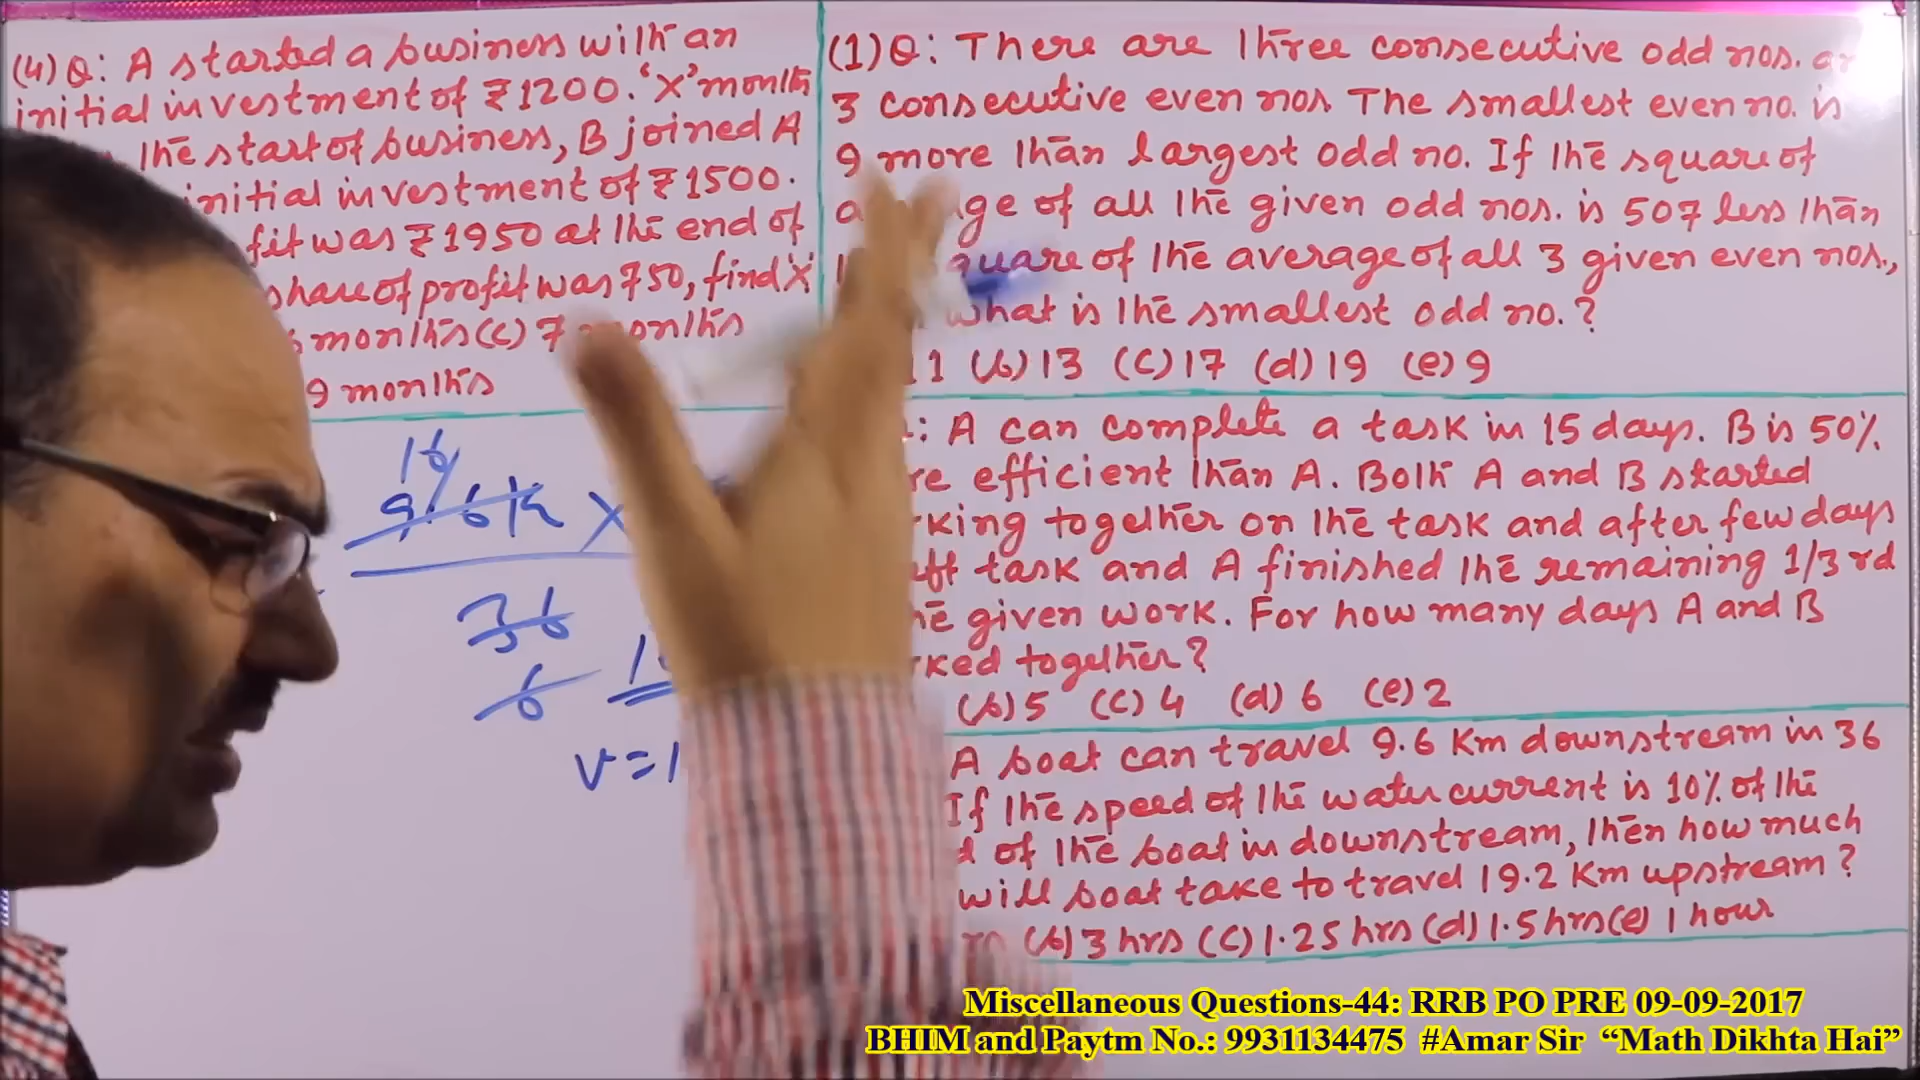 (4) Q: A started a business with an
initial investment of ₹1200. 'X' month
the start of business, B joined A
initial investment of ₹1500.
fit was ₹1950 at the end of
share of profit was 750, find 'X'
months (c) 7 months
9 months
(1) Q: There are three consecutive odd nos.
3 consecutive even nos. The smallest even no. is
9 more than largest odd no. If the square of
of all the given odd nos. is 507 less than
square of the average of all 3 given even nos.,
what is the smallest odd no.?
(b) 13 (c) 17 (d) 19 (e) 9
: A can complete a task in 15 days. B is 50%
re efficient than A. Both A and B started
king together on the task and after few days
eft task and A finished the remaining 1/3 rd
he given work. For how many days A and B
rked together?
(b) 5 (c) 4 (d) 6 (e) 2
A boat can travel 9.6 Km downstream in 36
If the speed of the water current is 10% of the
d of the boat in downstream, then how much
will boat take to travel 19.2 Km upstream?
(b) 3 hrs (c) 1.25 hrs (d) 1.5 hrs (e) 1 hour
16
9.6 k x
36
6
v = 1
Miscellaneous Questions-44: RRB PO PRE 09-09-2017
BHIM and Paytm No.: 9931134475 #Amar Sir “Math Dikhta Hai”